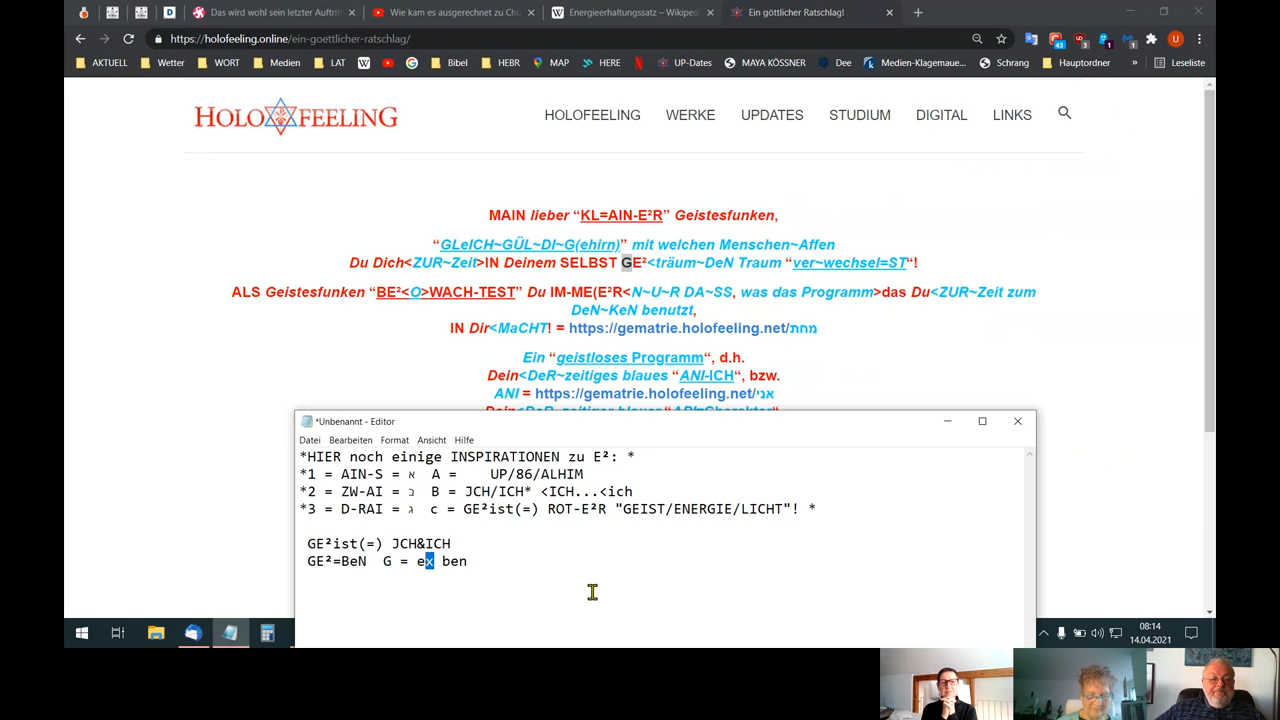 Das wird wohl sein letzter Auftritt
Wie kam es ausgerechnet zu Chu
Energieerhaltungssatz – Wikiped
Ein göttlicher Ratschlag!
https://holofeeling.online/ein-goettlicher-ratschlag/
AKTUELL Wetter WORT Medien LAT Bibel HEBR MAP HERE UP-Dates MAYA KÖSSNER Dee Medien-Klagemaue... Schrang Hauptordner » Leseliste
HOLO FEELING
HOLOFEELING WERKE UPDATES STUDIUM DIGITAL LINKS
MAIN lieber “KL=AIN-E²R” Geistesfunken,
“GLeICH~GÜL~DI~G(ehirn)” mit welchen Menschen~Affen
Du Dich<ZUR~Zeit>IN Deinem SELBST GE²<träum~DeN Traum “ver~wechsel=ST“!
ALS Geistesfunken “BE²<O>WACH-TEST” Du IM-ME(E²R<N~U~R DA~SS, was das Programm>das Du<ZUR~Zeit zum
DeN~KeN benutzt,
IN Dir<MaCHT! = https://gematrie.holofeeling.net/מחת
Ein “geistloses Programm“, d.h.
Dein<DeR~zeitiges blaues “ANI-ICH“, bzw.
ANI = https://gematrie.holofeeling.net/אני
*Unbenannt - Editor
Datei Bearbeiten Format Ansicht Hilfe
*HIER noch einige INSPIRATIONEN zu E²: *
*1 = AIN-S = א A = UP/86/ALHIM
*2 = ZW-AI = ב B = JCH/ICH* <ICH...<ich
*3 = D-RAI = ג c = GE²ist(=) ROT-E²R "GEIST/ENERGIE/LICHT"! *
GE²ist(=) JCH&ICH
GE²=BeN G = ex ben
08:14
14.04.2021